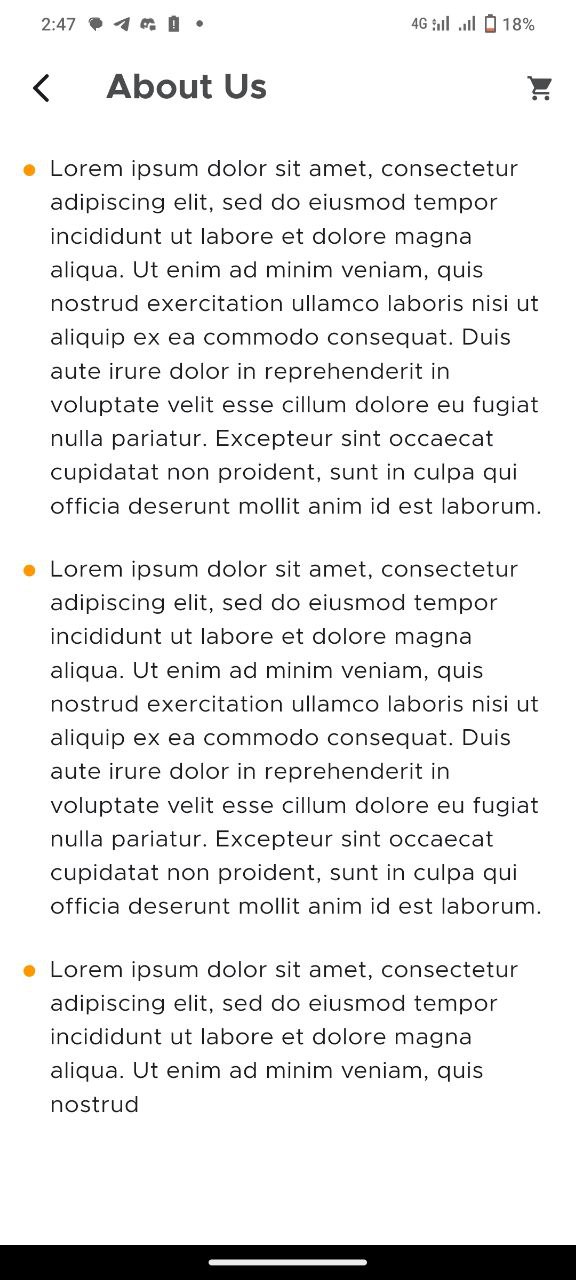 2:47 4G 18%
About Us
Lorem ipsum dolor sit amet, consectetur
adipiscing elit, sed do eiusmod tempor
incididunt ut labore et dolore magna
aliqua. Ut enim ad minim veniam, quis
nostrud exercitation ullamco laboris nisi ut
aliquip ex ea commodo consequat. Duis
aute irure dolor in reprehenderit in
voluptate velit esse cillum dolore eu fugiat
nulla pariatur. Excepteur sint occaecat
cupidatat non proident, sunt in culpa qui
officia deserunt mollit anim id est laborum.
Lorem ipsum dolor sit amet, consectetur
adipiscing elit, sed do eiusmod tempor
incididunt ut labore et dolore magna
aliqua. Ut enim ad minim veniam, quis
nostrud exercitation ullamco laboris nisi ut
aliquip ex ea commodo consequat. Duis
aute irure dolor in reprehenderit in
voluptate velit esse cillum dolore eu fugiat
nulla pariatur. Excepteur sint occaecat
cupidatat non proident, sunt in culpa qui
officia deserunt mollit anim id est laborum.
Lorem ipsum dolor sit amet, consectetur
adipiscing elit, sed do eiusmod tempor
incididunt ut labore et dolore magna
aliqua. Ut enim ad minim veniam, quis
nostrud